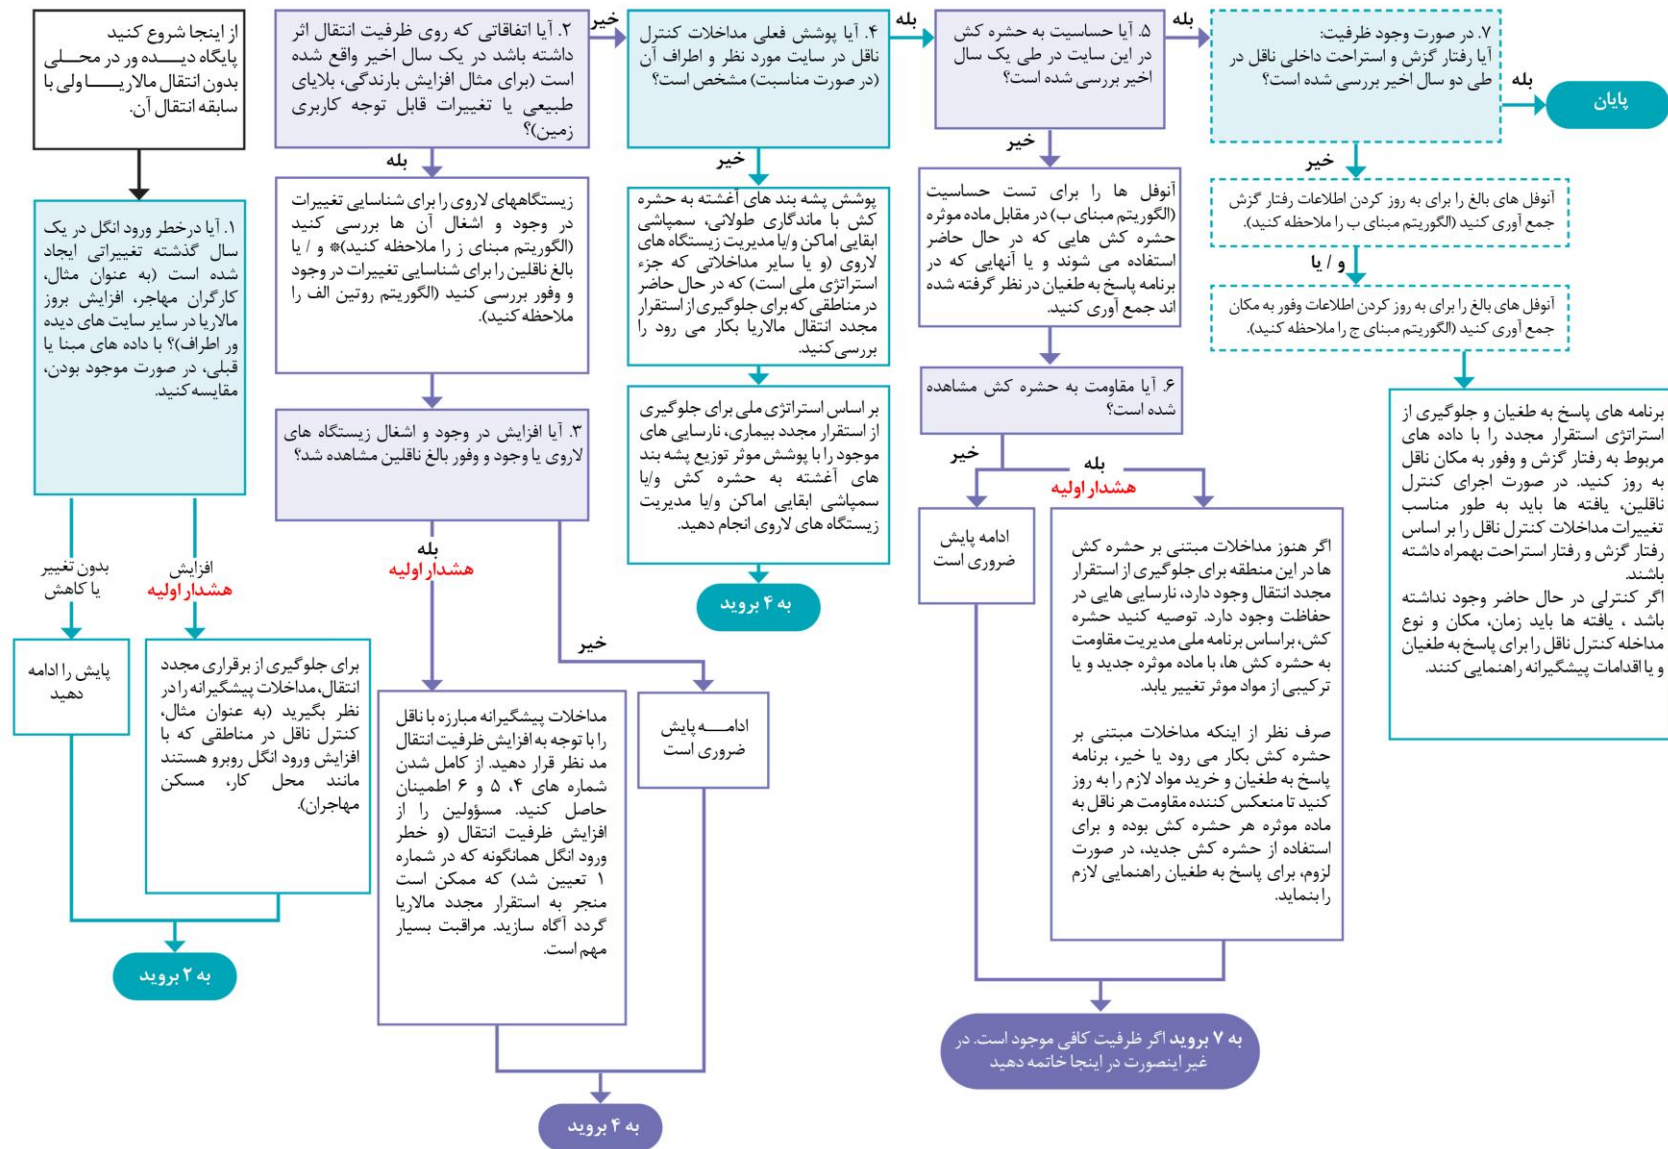 از اینجا شروع کنید
پایگاه دیده ور در محلی
بدون انتقال مالاریا ولی با
سابقه انتقال آن.
۱. آیا درخطر ورود انگل در یک
سال گذشته تغییراتی ایجاد
شده است (به عنوان مثال،
کارگران مهاجر، افزایش بروز
مالاریا در سایر سایت های دیده
ور اطراف)؟ با داده های مبنا یا
قبلی، در صورت موجود بودن،
مقایسه کنید.
بدون تغییر
یا کاهش
افزایش
هشدار اولیه
پایش را ادامه
دهید
برای جلوگیری از برقراری مجدد
انتقال، مداخلات پیشگیرانه را در
نظر بگیرید (به عنوان مثال،
کنترل ناقل در مناطقی که با
افزایش ورود انگل روبرو هستند
مانند محل کار، مسکن
مهاجران).
به ۲ بروید
۲. آیا اتفاقاتی که روی ظرفیت انتقال اثر
داشته باشد در یک سال اخیر واقع شده
است (برای مثال افزایش بارندگی، بلایای
طبیعی یا تغییرات قابل توجه کاربری
زمین)؟
خیر
بله
زیستگاههای لاروی را برای شناسایی تغییرات
در وجود و اشغال آن ها بررسی کنید
(الگوریتم مبنای ز را ملاحظه کنید)* و / یا
بالغ ناقلین را برای شناسایی تغییرات در وجود
و وفور بررسی کنید (الگوریتم روتین الف را
ملاحظه کنید).
۳. آیا افزایش در وجود و اشغال زیستگاه های
لاروی یا وجود و وفور بالغ ناقلین مشاهده شد؟
بله
هشدار اولیه
خیر
مداخلات پیشگیرانه مبارزه با ناقل
را با توجه به افزایش ظرفیت انتقال
مد نظر قرار دهید. از کامل شدن
شماره های ۴، ۵ و ۶ اطمینان
حاصل کنید. مسؤولین را از
افزایش ظرفیت انتقال (و خطر
ورود انگل همانگونه که در شماره
۱ تعیین شد) که ممکن است
منجر به استقرار مجدد مالاریا
گردد آگاه سازید. مراقبت بسیار
مهم است.
ادامه پایش
ضروری است
به ۴ بروید
۴. آیا پوشش فعلی مداخلات کنترل
ناقل در سایت مورد نظر و اطراف آن
(در صورت مناسبت) مشخص است؟
بله
خیر
پوشش پشه بند های آغشته به حشره
کش با ماندگاری طولانی، سمپاشی
ابقایی اماکن و/یا مدیریت زیستگاه های
لاروی (و یا سایر مداخلاتی که جزء
استراتژی ملی است) که در حال حاضر
در مناطقی که برای جلوگیری از استقرار
مجدد انتقال مالاریا بکار می رود را
بررسی کنید.
بر اساس استراتژی ملی برای جلوگیری
از استقرار مجدد بیماری، نارسایی های
موجود را با پوشش موثر توزیع پشه بند
های آغشته به حشره کش و/یا
سمپاشی ابقایی اماکن و/یا مدیریت
زیستگاه های لاروی انجام دهید.
به ۴ بروید
۵. آیا حساسیت به حشره کش
در این سایت در طی یک سال
اخیر بررسی شده است؟
بله
خیر
آنوفل ها را برای تست حساسیت
(الگوریتم مبنای ب) در مقابل ماده موثره
حشره کش هایی که در حال حاضر
استفاده می شوند و یا آنهایی که در
برنامه پاسخ به طغیان در نظر گرفته شده
اند جمع آوری کنید.
۶. آیا مقاومت به حشره کش مشاهده
شده است؟
خیر
بله
هشدار اولیه
ادامه پایش
ضروری است
اگر هنوز مداخلات مبتنی بر حشره کش
ها در این منطقه برای جلوگیری از استقرار
مجدد انتقال وجود دارد، نارسایی هایی در
حفاظت وجود دارد. توصیه کنید حشره
کش، براساس برنامه ملی مدیریت مقاومت
به حشره کش ها، با ماده موثره جدید و یا
ترکیبی از مواد موثر تغییر یابد.
صرف نظر از اینکه مداخلات مبتنی بر
حشره کش بکار می رود یا خیر، برنامه
پاسخ به طغیان و خرید مواد لازم را به روز
کنید تا منعکس کننده مقاومت هر ناقل به
ماده موثره هر حشره کش بوده و برای
استفاده از حشره کش جدید، در صورت
لزوم، برای پاسخ به طغیان راهنمایی لازم
را بنماید.
به ۷ بروید اگر ظرفیت کافی موجود است. در
غیر اینصورت در اینجا خاتمه دهید
۷. در صورت وجود ظرفیت:
آیا رفتار گزش و استراحت داخلی ناقل در
طی دو سال اخیر بررسی شده است؟
بله
پایان
خیر
آنوفل های بالغ را برای به روز کردن اطلاعات رفتار گزش
جمع آوری کنید (الگوریتم مبنای ب را ملاحظه کنید).
و / یا
آنوفل های بالغ را برای به روز کردن اطلاعات وفور به مکان
جمع آوری کنید (الگوریتم مبنای ج را ملاحظه کنید).
برنامه های پاسخ به طغیان و جلوگیری از
استراتژی استقرار مجدد را با داده های
مربوط به رفتار گزش و وفور به مکان ناقل
به روز کنید. در صورت اجرای کنترل
ناقلین، یافته ها باید به طور مناسب
تغییرات مداخلات کنترل ناقل را بر اساس
رفتار گزش و رفتار استراحت بهمراه داشته
باشند.
اگر کنترلی در حال حاضر وجود نداشته
باشد ، یافته ها باید زمان، مکان و نوع
مداخله کنترل ناقل را برای پاسخ به طغیان
و یا اقدامات پیشگیرانه راهنمایی کنند.